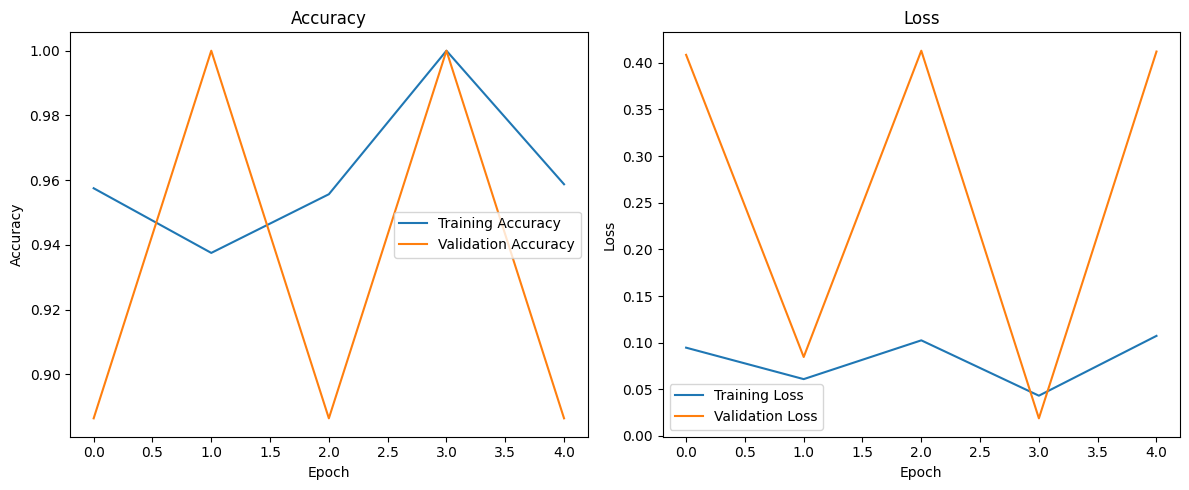 Accuracy
1.00
0.98
0.96
0.94
0.92
0.90
Accuracy
Training Accuracy
Validation Accuracy
0.0 0.5 1.0 1.5 2.0 2.5 3.0 3.5 4.0
Epoch
Loss
0.40
0.35
0.30
0.25
0.20
0.15
0.10
0.05
0.00
Loss
Training Loss
Validation Loss
0.0 0.5 1.0 1.5 2.0 2.5 3.0 3.5 4.0
Epoch